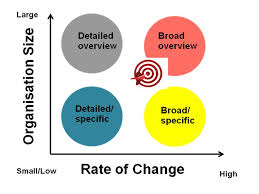 Large
Organisation Size
Detailed
overview
Broad
overview
Detailed/
specific
Broad/
specific
Small/Low
Rate of Change
High